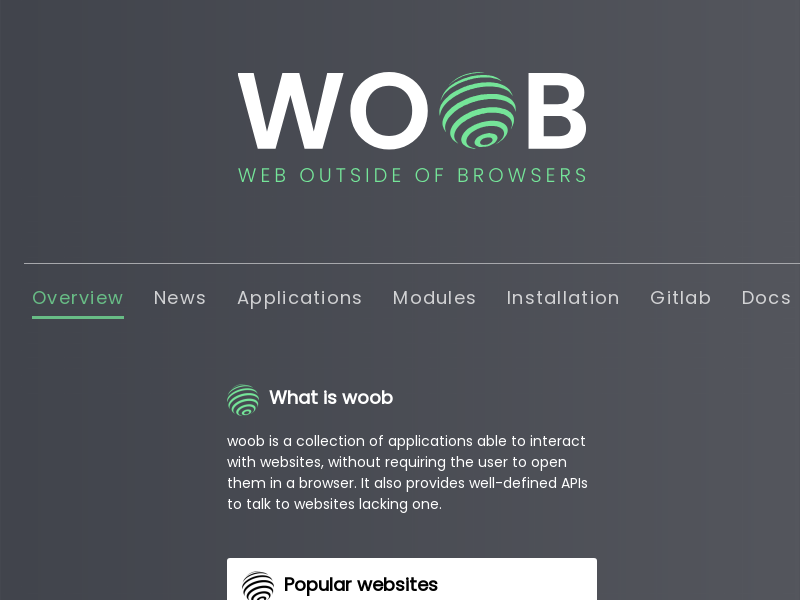 WOOB
WEB OUTSIDE OF BROWSERS
Overview News Applications Modules Installation Gitlab Docs
What is woob
woob is a collection of applications able to interact
with websites, without requiring the user to open
them in a browser. It also provides well-defined APIs
to talk to websites lacking one.
Popular websites